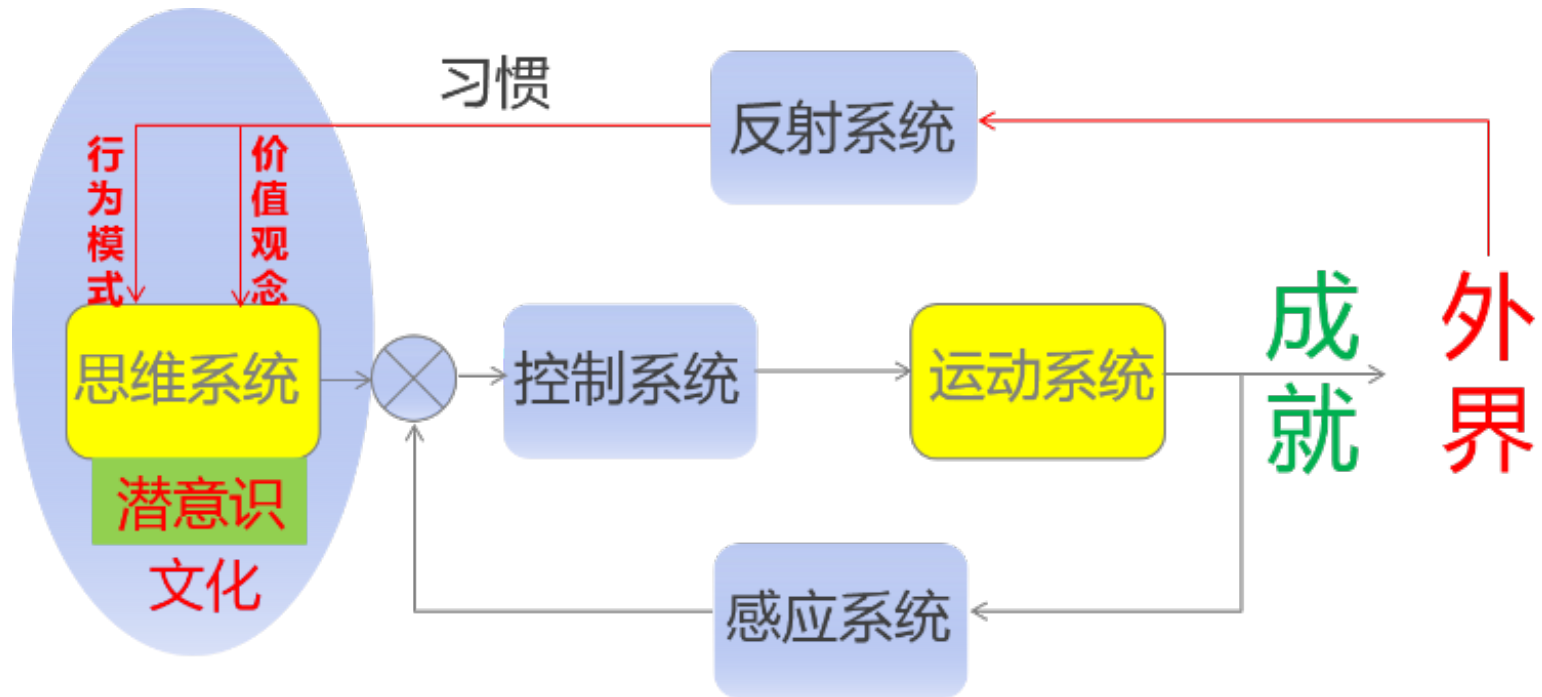 习惯
反射系统
行为模式
价值观念
思维系统
控制系统
运动系统
成就
外界
潜意识
文化
感应系统